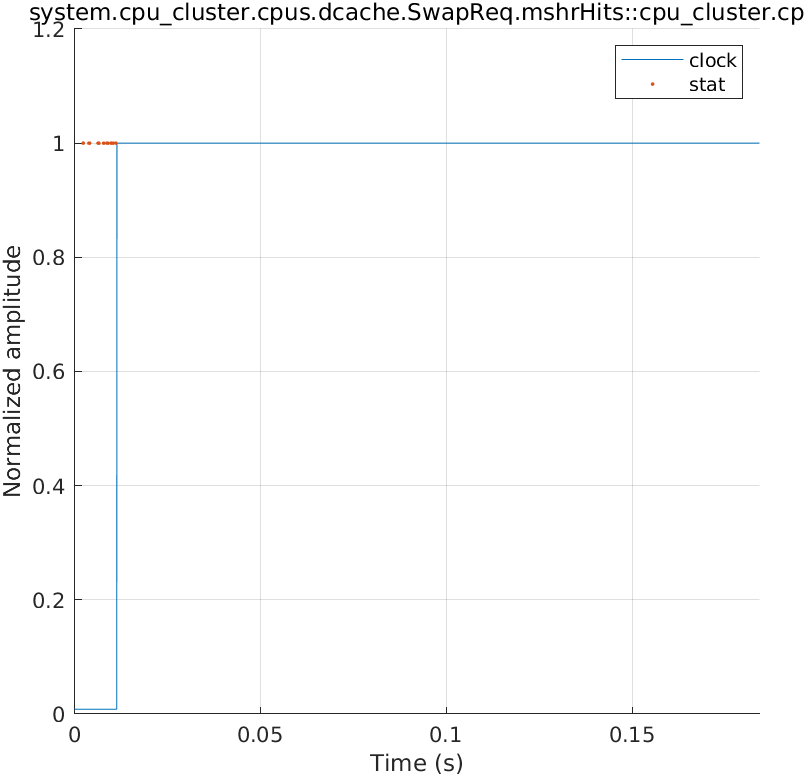 system.cpu_cluster.cpus.dcache.SwapReq.mshrHits::cpu_cluster.cp
1.2
clock
stat
1
0.8
0.6
0.4
0.2
0
Normalized amplitude
0 0.05 0.1 0.15
Time (s)